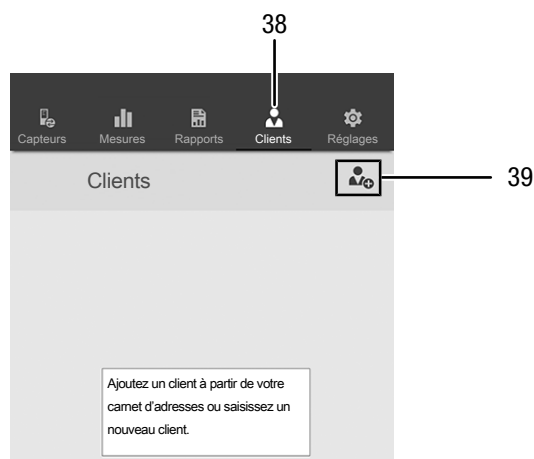 38
Capteurs Mesures Rapports Clients Réglages
Clients
39
Ajoutez un client à partir de votre
carnet d'adresses ou saisissez un
nouveau client.